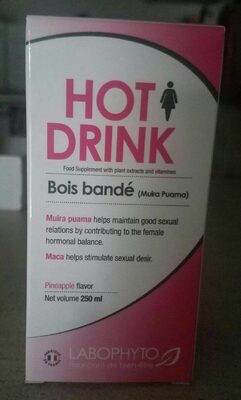 HOT
DRINK
Food Supplement with plant extracts and vitamines
Bois bandé (Muira Puama)
Muira puama helps maintain good sexual
relations by contributing to the female
hormonal balance.
Maca helps stimulate sexual desir.
Pineapple flavor
Net volume 250 ml
LABOPHYTO